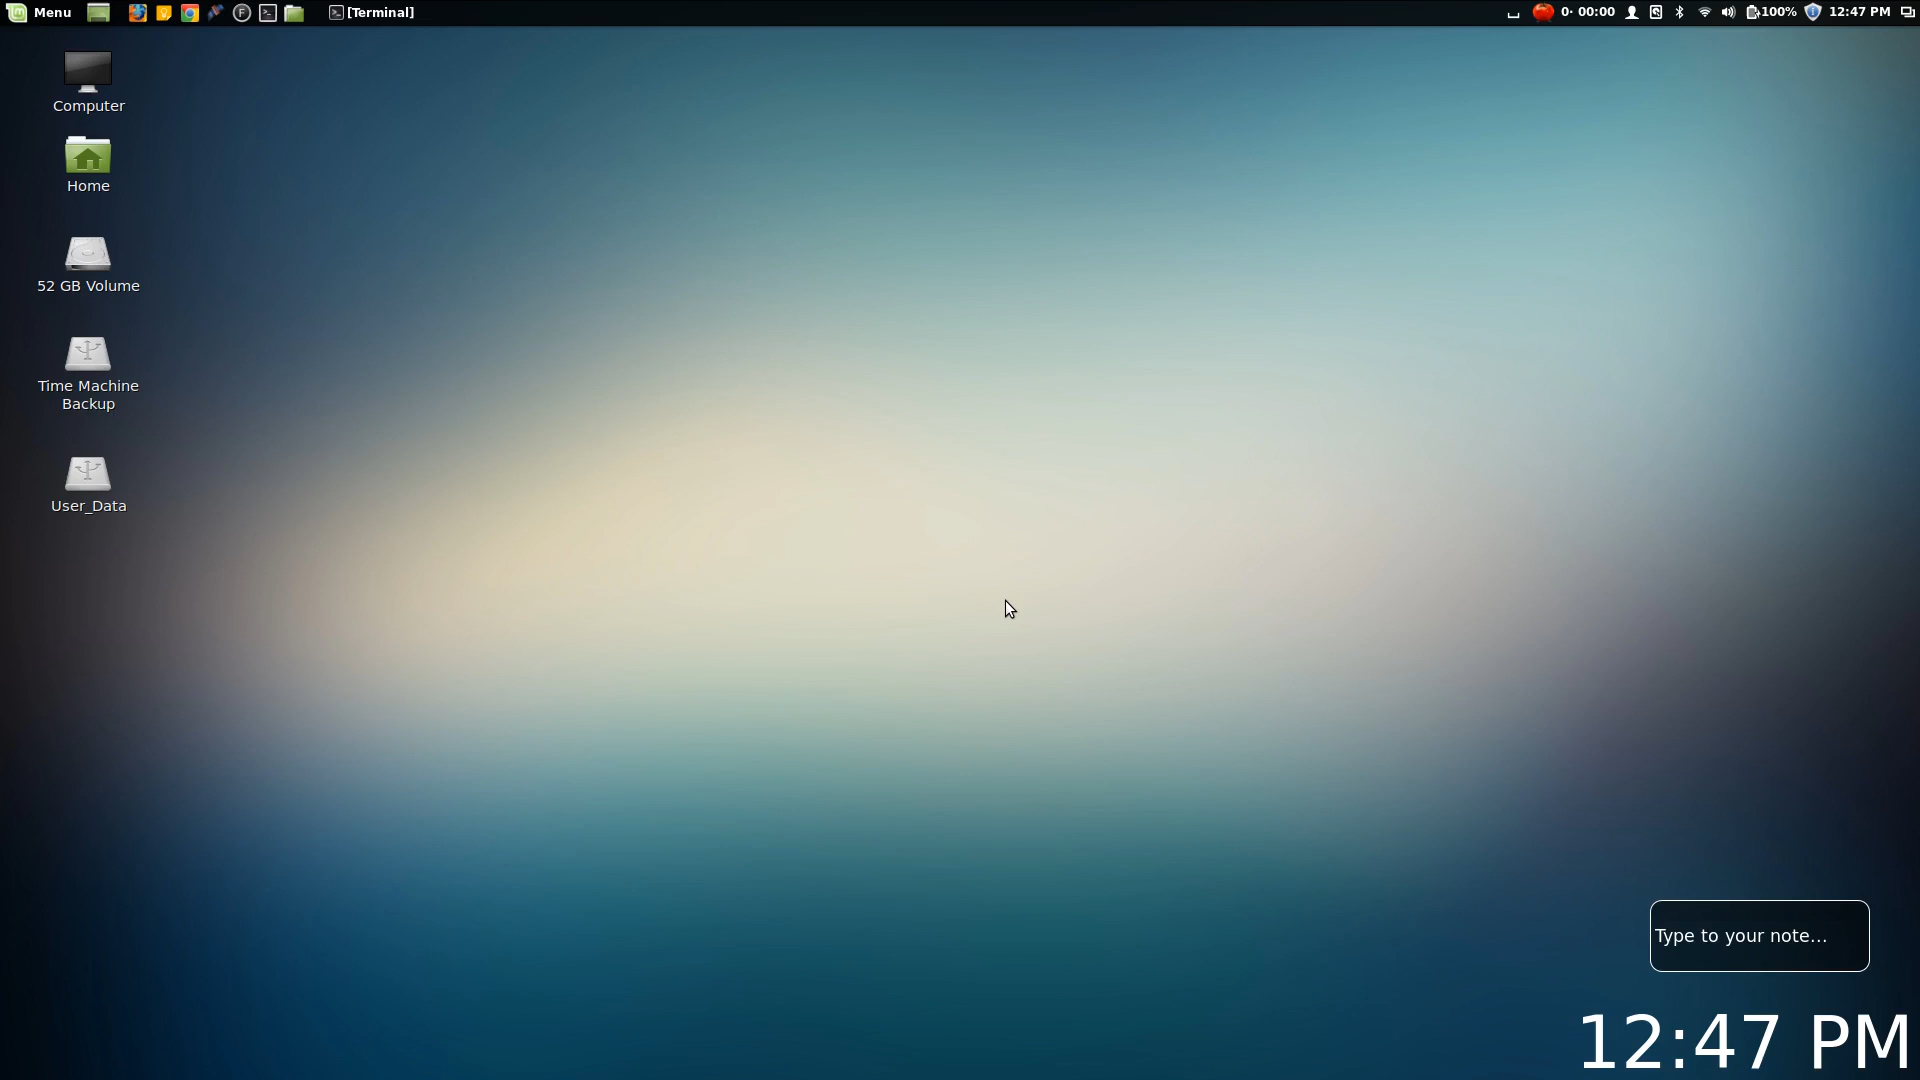 Menu
[Terminal]
0· 00:00
100%
12:47 PM
Computer
Home
52 GB Volume
Time Machine
Backup
User_Data
Type to your note...
12:47 PM